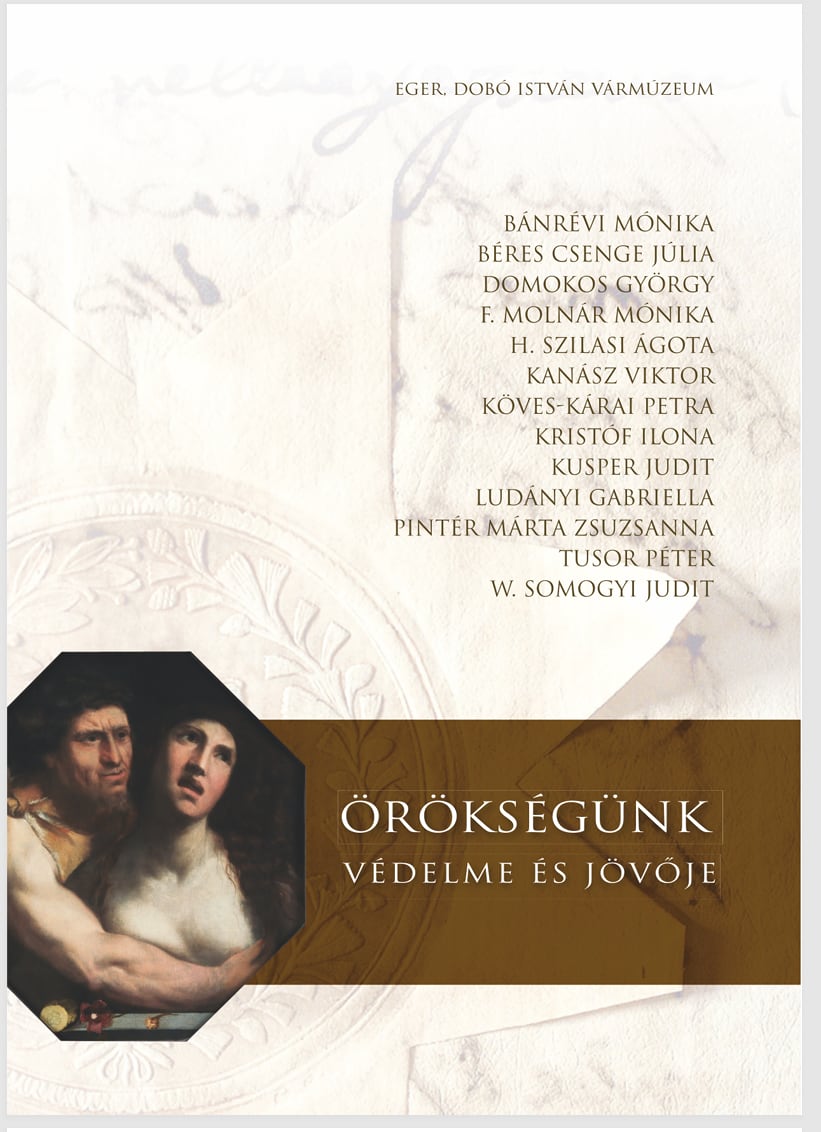 EGER, DOBÓ ISTVÁN VÁRMÚZEUM
BÁNRÉVI MÓNIKA
BÉRES CSENGE JÚLIA
DOMOKOS GYÖRGY
F. MOLNÁR MÓNIKA
H. SZILASI ÁGOTA
KANÁSZ VIKTOR
KÖVES-KÁRAI PETRA
KRISTÓF ILONA
KUSPER JUDIT
LUDÁNYI GABRIELLA
PINTÉR MÁRTA ZSUZSANNA
TUSOR PÉTER
W. SOMOGYI JUDIT
ÖRÖKSÉGÜNK
VÉDELME ÉS JÖVŐJE